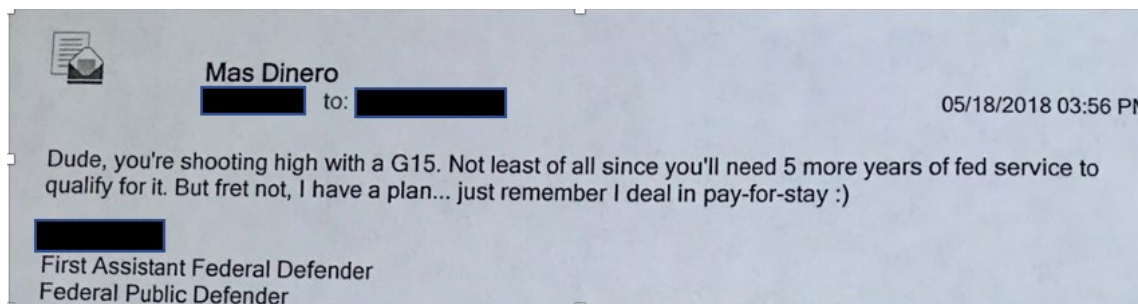 Mas Dinero
to:
05/18/2018 03:56 PM
Dude, you're shooting high with a G15. Not least of all since you'll need 5 more years of fed service to
qualify for it. But fret not, I have a plan... just remember I deal in pay-for-stay :)
First Assistant Federal Defender
Federal Public Defender